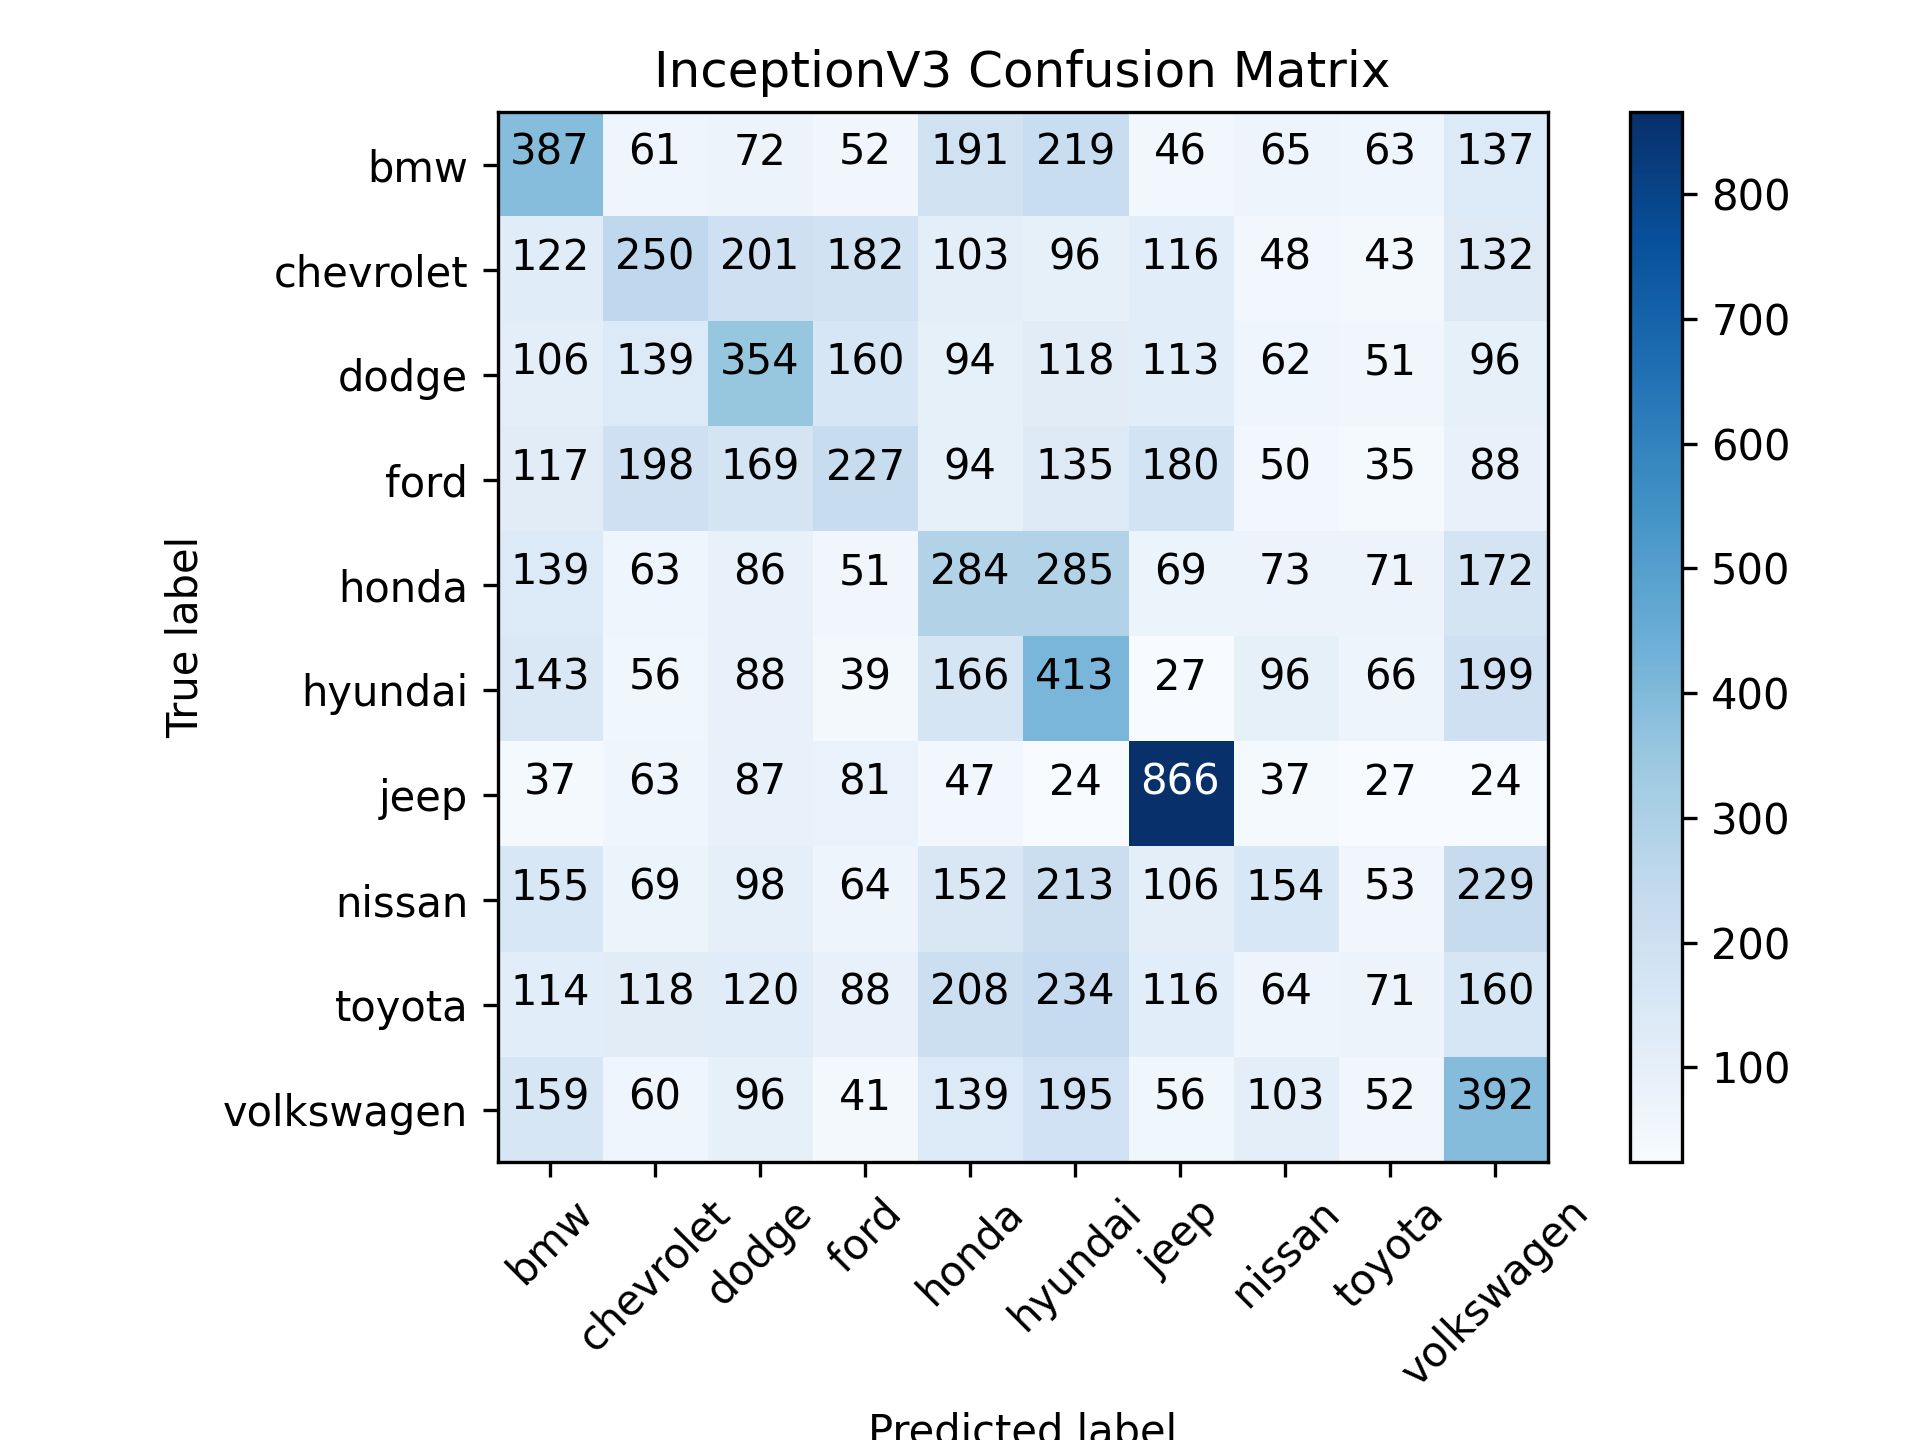 InceptionV3 Confusion Matrix
bmw 387 61 72 52 191 219 46 65 63 137
chevrolet 122 250 201 182 103 96 116 48 43 132
dodge 106 139 354 160 94 118 113 62 51 96
ford 117 198 169 227 94 135 180 50 35 88
honda 139 63 86 51 284 285 69 73 71 172
hyundai 143 56 88 39 166 413 27 96 66 199
jeep 37 63 87 81 47 24 866 37 27 24
nissan 155 69 98 64 152 213 106 154 53 229
toyota 114 118 120 88 208 234 116 64 71 160
volkswagen 159 60 96 41 139 195 56 103 52 392
True label
bmw chevrolet dodge ford honda hyundai jeep nissan toyota volkswagen
Predicted label
800
700
600
500
400
300
200
100